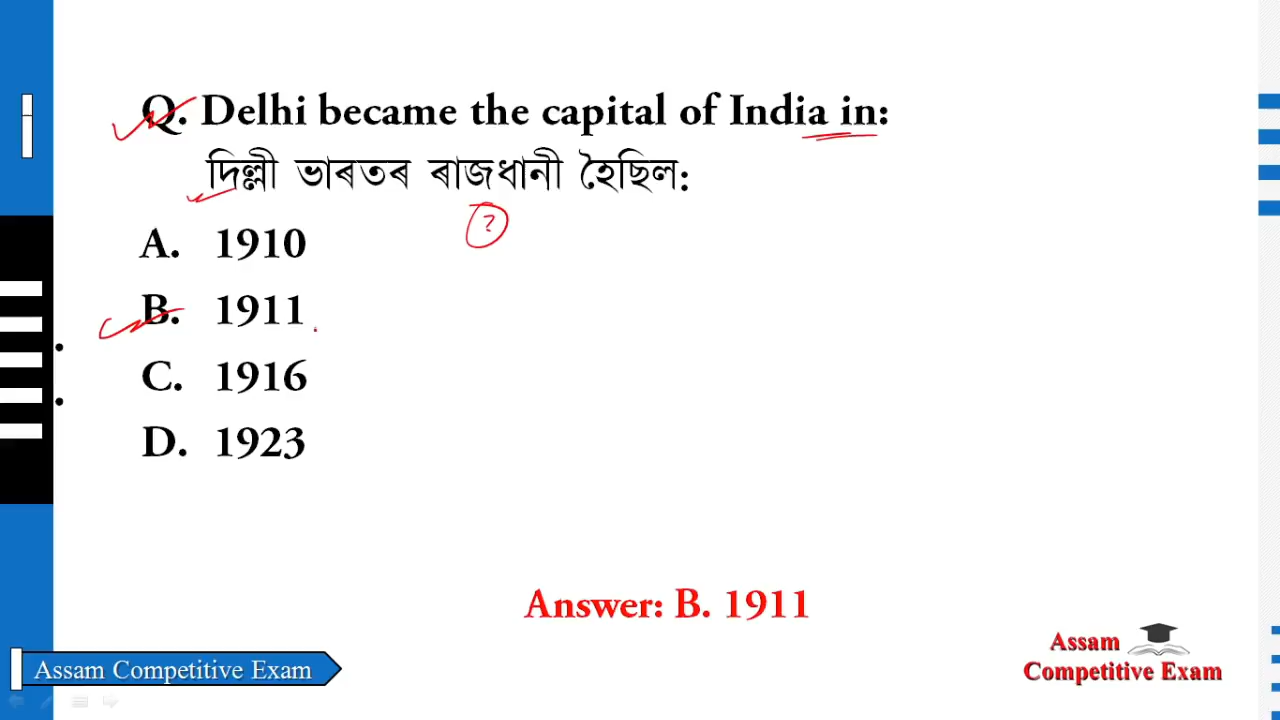 Q. Delhi became the capital of India in:
দিল্লী ভাৰতৰ ৰাজধানী হৈছিল:
?
A. 1910
B. 1911
C. 1916
D. 1923
Answer: B. 1911
Assam Competitive Exam
Assam
Competitive Exam